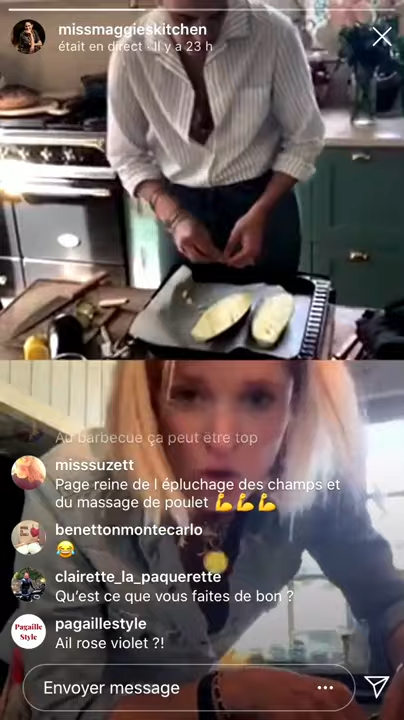 missmaggieskitchen
était en direct · Il y a 23 h
Au barbecue ça peut être top
misssuzett
Page reine de l épluchage des champs et
du massage de poulet 💪💪💪
benettonmontecarlo
😂
clairette_la_paquerette
Qu'est ce que vous faites de bon ?
Pagaille
Style
pagaillestyle
Ail rose violet ?!
Envoyer message